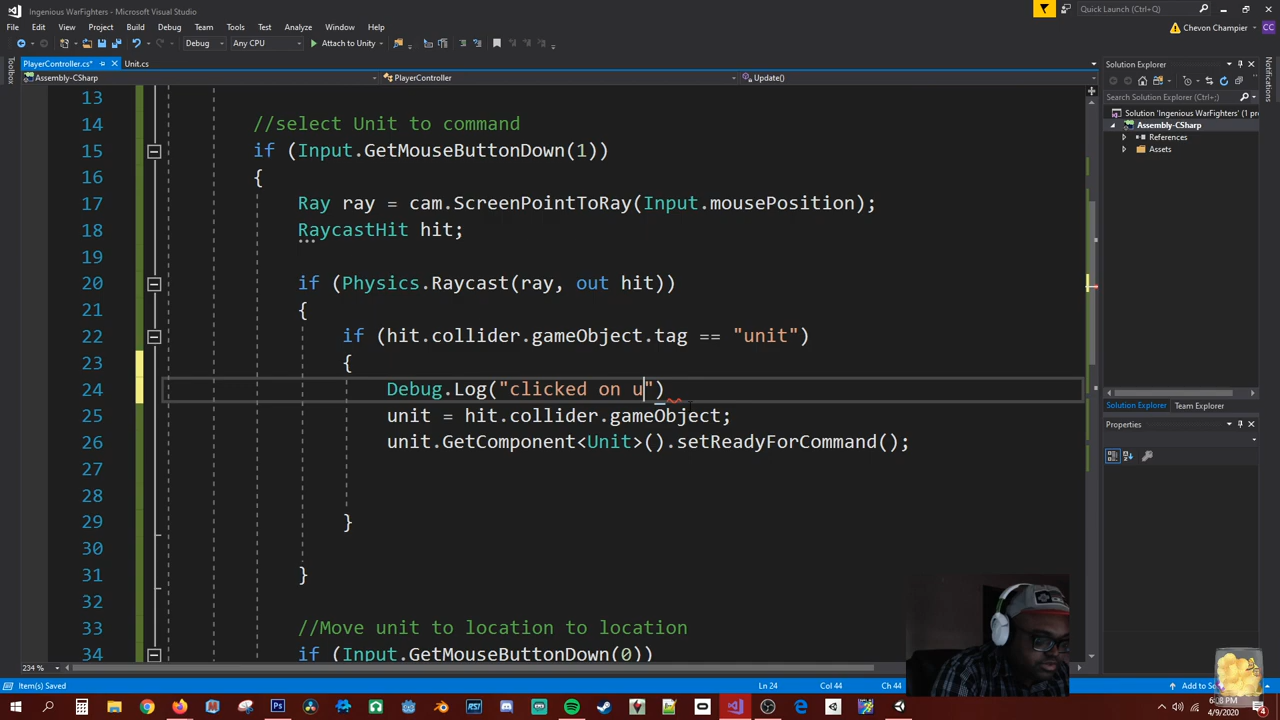 Ingenious WarFighters - Microsoft Visual Studio
Quick Launch (Ctrl+Q)
File Edit View Project Build Debug Team Tools Test Analyze Window Help
Chevon Champier CC
Debug Any CPU Attach to Unity
Toolbox
PlayerController.cs* Unit.cs
Assembly-CSharp PlayerController Update()
13
14 //select Unit to command
15 if (Input.GetMouseButtonDown(1))
16 {
17 Ray ray = cam.ScreenPointToRay(Input.mousePosition);
18 RaycastHit hit;
19
20 if (Physics.Raycast(ray, out hit))
21 {
22 if (hit.collider.gameObject.tag == "unit")
23 {
24 Debug.Log("clicked on u")
25 unit = hit.collider.gameObject;
26 unit.GetComponent<Unit>().setReadyForCommand();
27
28
29 }
30
31 }
32
33 //Move unit to location to location
34 if (Input.GetMouseButtonDown(0))
Solution Explorer
Search Solution Explorer (Ctrl+;)
Solution 'Ingenious WarFighters' (1 pr
Assembly-CSharp
References
Assets
Solution Explorer Team Explorer
Properties
Notifications
234 %
Item(s) Saved Ln 24 Col 44 Ch 44 Add to So
4/9/2020